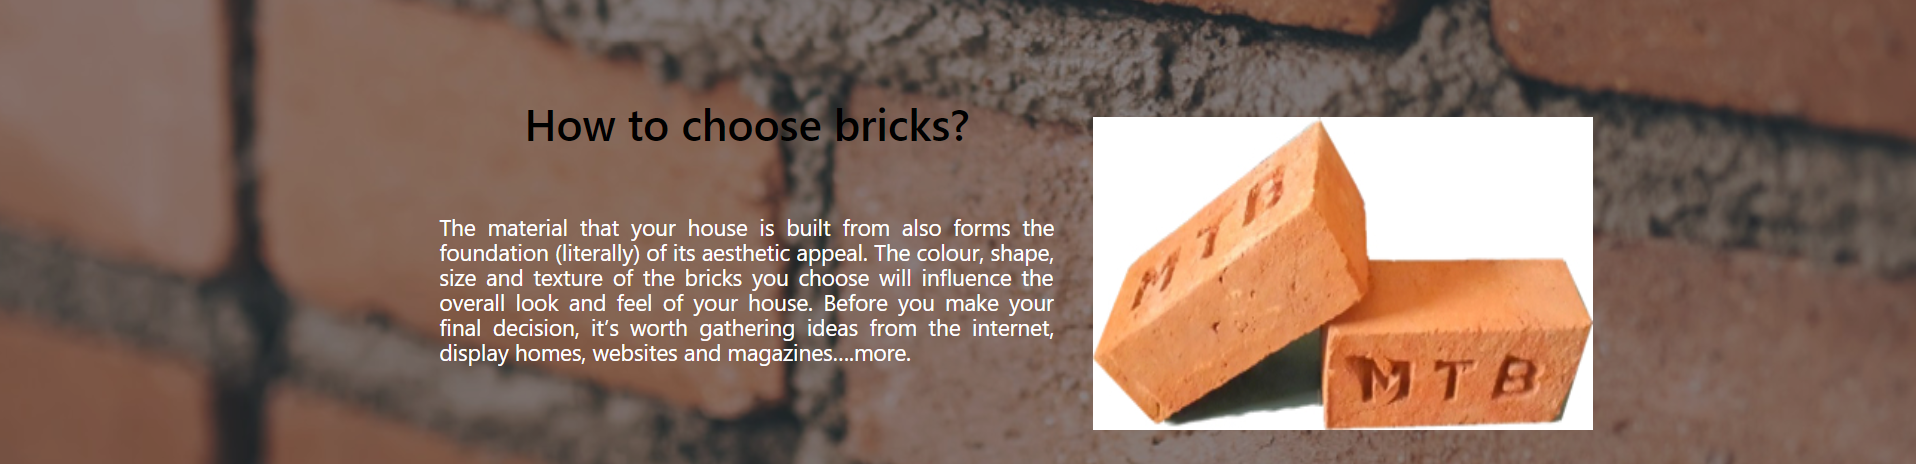 How to choose bricks?
The material that your house is built from also forms the
foundation (literally) of its aesthetic appeal. The colour, shape,
size and texture of the bricks you choose will influence the
overall look and feel of your house. Before you make your
final decision, it’s worth gathering ideas from the internet,
display homes, websites and magazines....more.
MTB
MTB